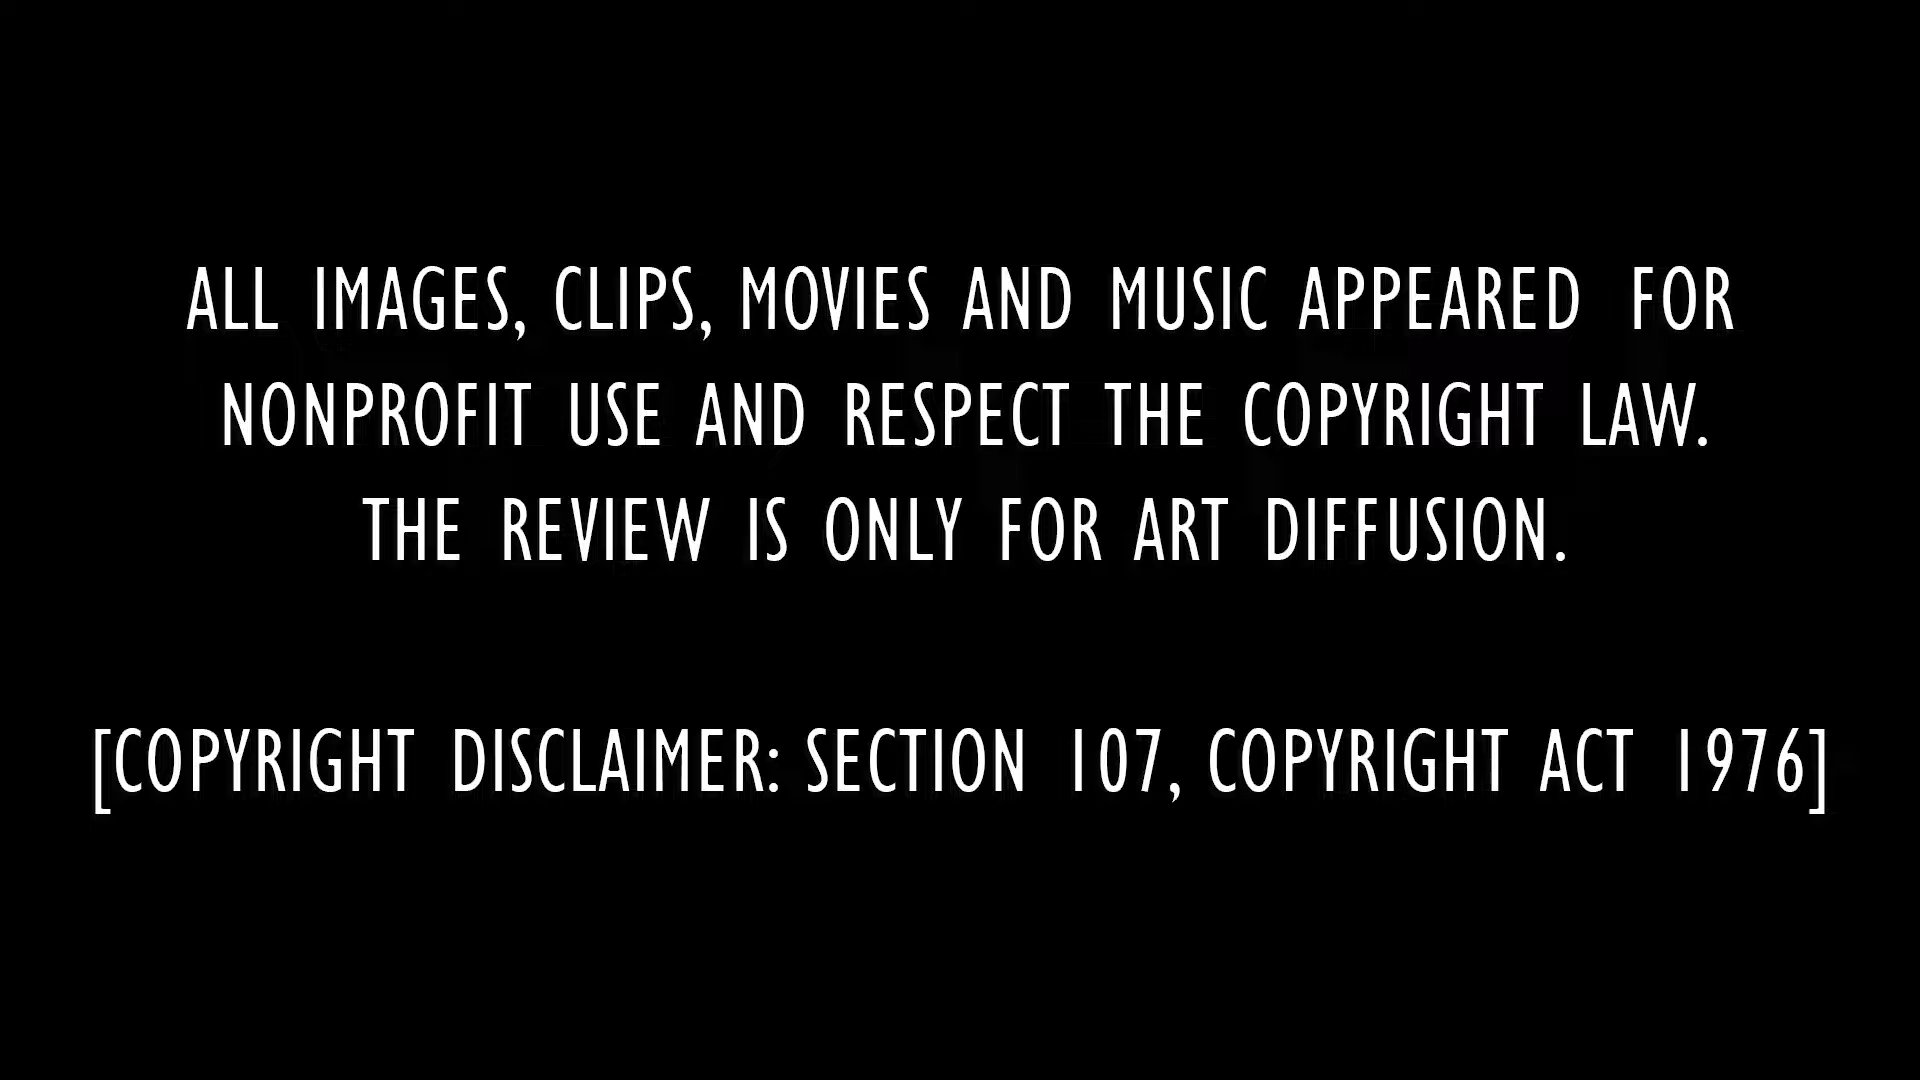 ALL IMAGES, CLIPS, MOVIES AND MUSIC APPEARED FOR
NONPROFIT USE AND RESPECT THE COPYRIGHT LAW.
THE REVIEW IS ONLY FOR ART DIFFUSION.
[COPYRIGHT DISCLAIMER: SECTION 107, COPYRIGHT ACT 1976]